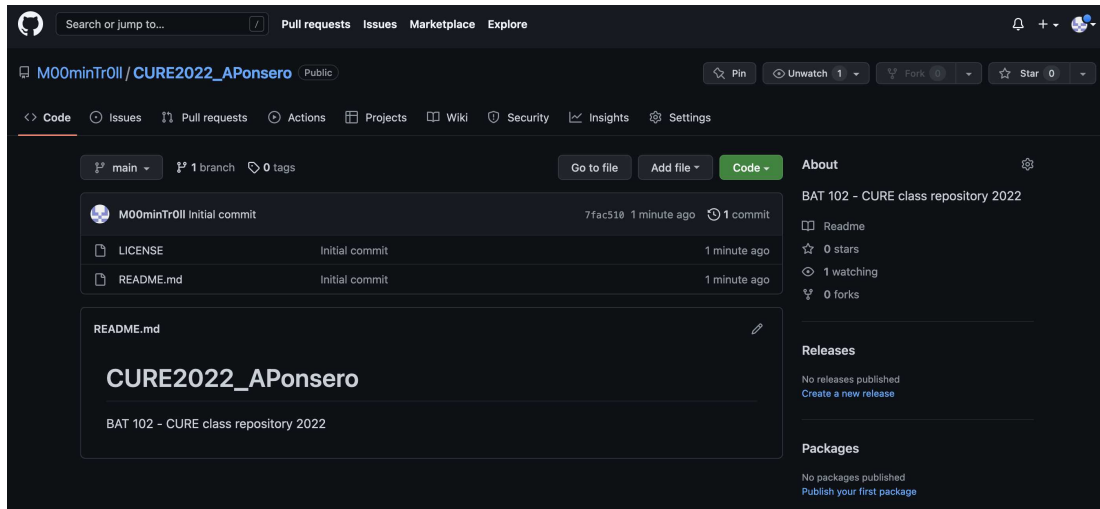 Search or jump to... / Pull requests Issues Marketplace Explore
M00minTr0ll / CURE2022_APonsero Public Pin Unwatch 1 Fork 0 Star 0
Code Issues Pull requests Actions Projects Wiki Security Insights Settings
main 1 branch 0 tags Go to file Add file Code
M00minTr0ll Initial commit 7fac510 1 minute ago 1 commit
LICENSE Initial commit 1 minute ago
README.md Initial commit 1 minute ago
README.md
CURE2022_APonsero
BAT 102 - CURE class repository 2022
About
BAT 102 - CURE class repository 2022
Readme
0 stars
1 watching
0 forks
Releases
No releases published
Create a new release
Packages
No packages published
Publish your first package